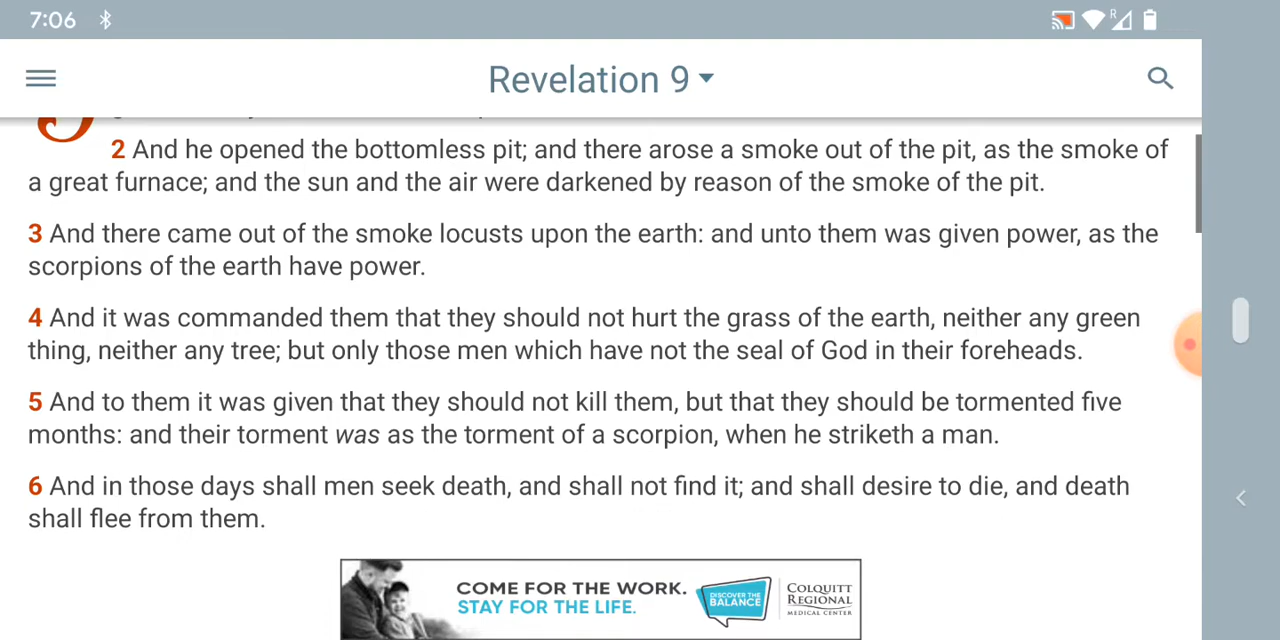 7:06
R
Revelation 9
2 And he opened the bottomless pit; and there arose a smoke out of the pit, as the smoke of
a great furnace; and the sun and the air were darkened by reason of the smoke of the pit.
3 And there came out of the smoke locusts upon the earth: and unto them was given power, as the
scorpions of the earth have power.
4 And it was commanded them that they should not hurt the grass of the earth, neither any green
thing, neither any tree; but only those men which have not the seal of God in their foreheads.
5 And to them it was given that they should not kill them, but that they should be tormented five
months: and their torment was as the torment of a scorpion, when he striketh a man.
6 And in those days shall men seek death, and shall not find it; and shall desire to die, and death
shall flee from them.
COME FOR THE WORK.
STAY FOR THE LIFE.
DISCOVER THE
BALANCE
COLQUITT
REGIONAL
MEDICAL CENTER